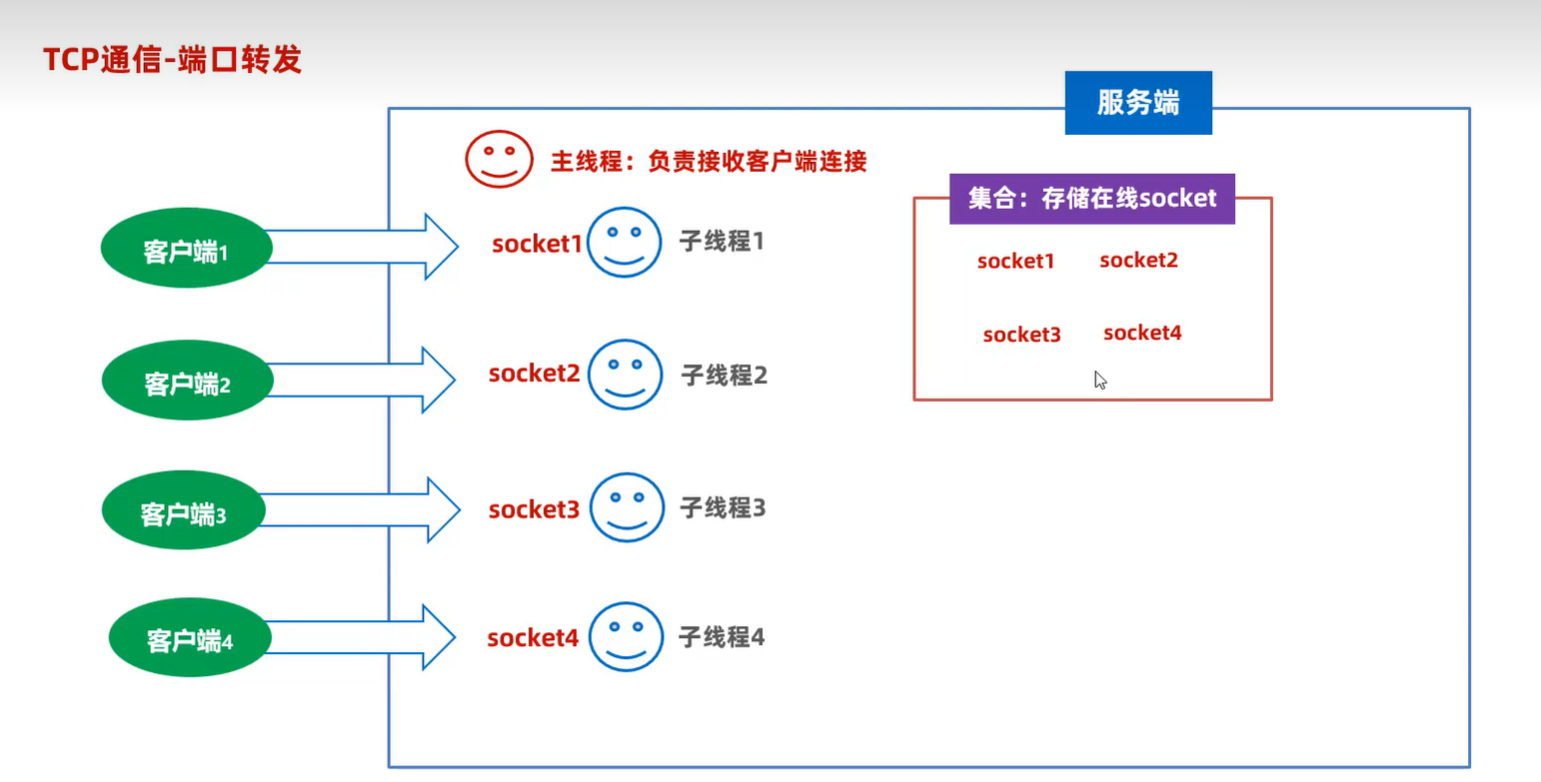 TCP通信-端口转发
服务端
主线程：负责接收客户端连接
集合：存储在线socket
客户端1
socket1
子线程1
socket1
socket2
socket3
socket4
客户端2
socket2
子线程2
客户端3
socket3
子线程3
客户端4
socket4
子线程4